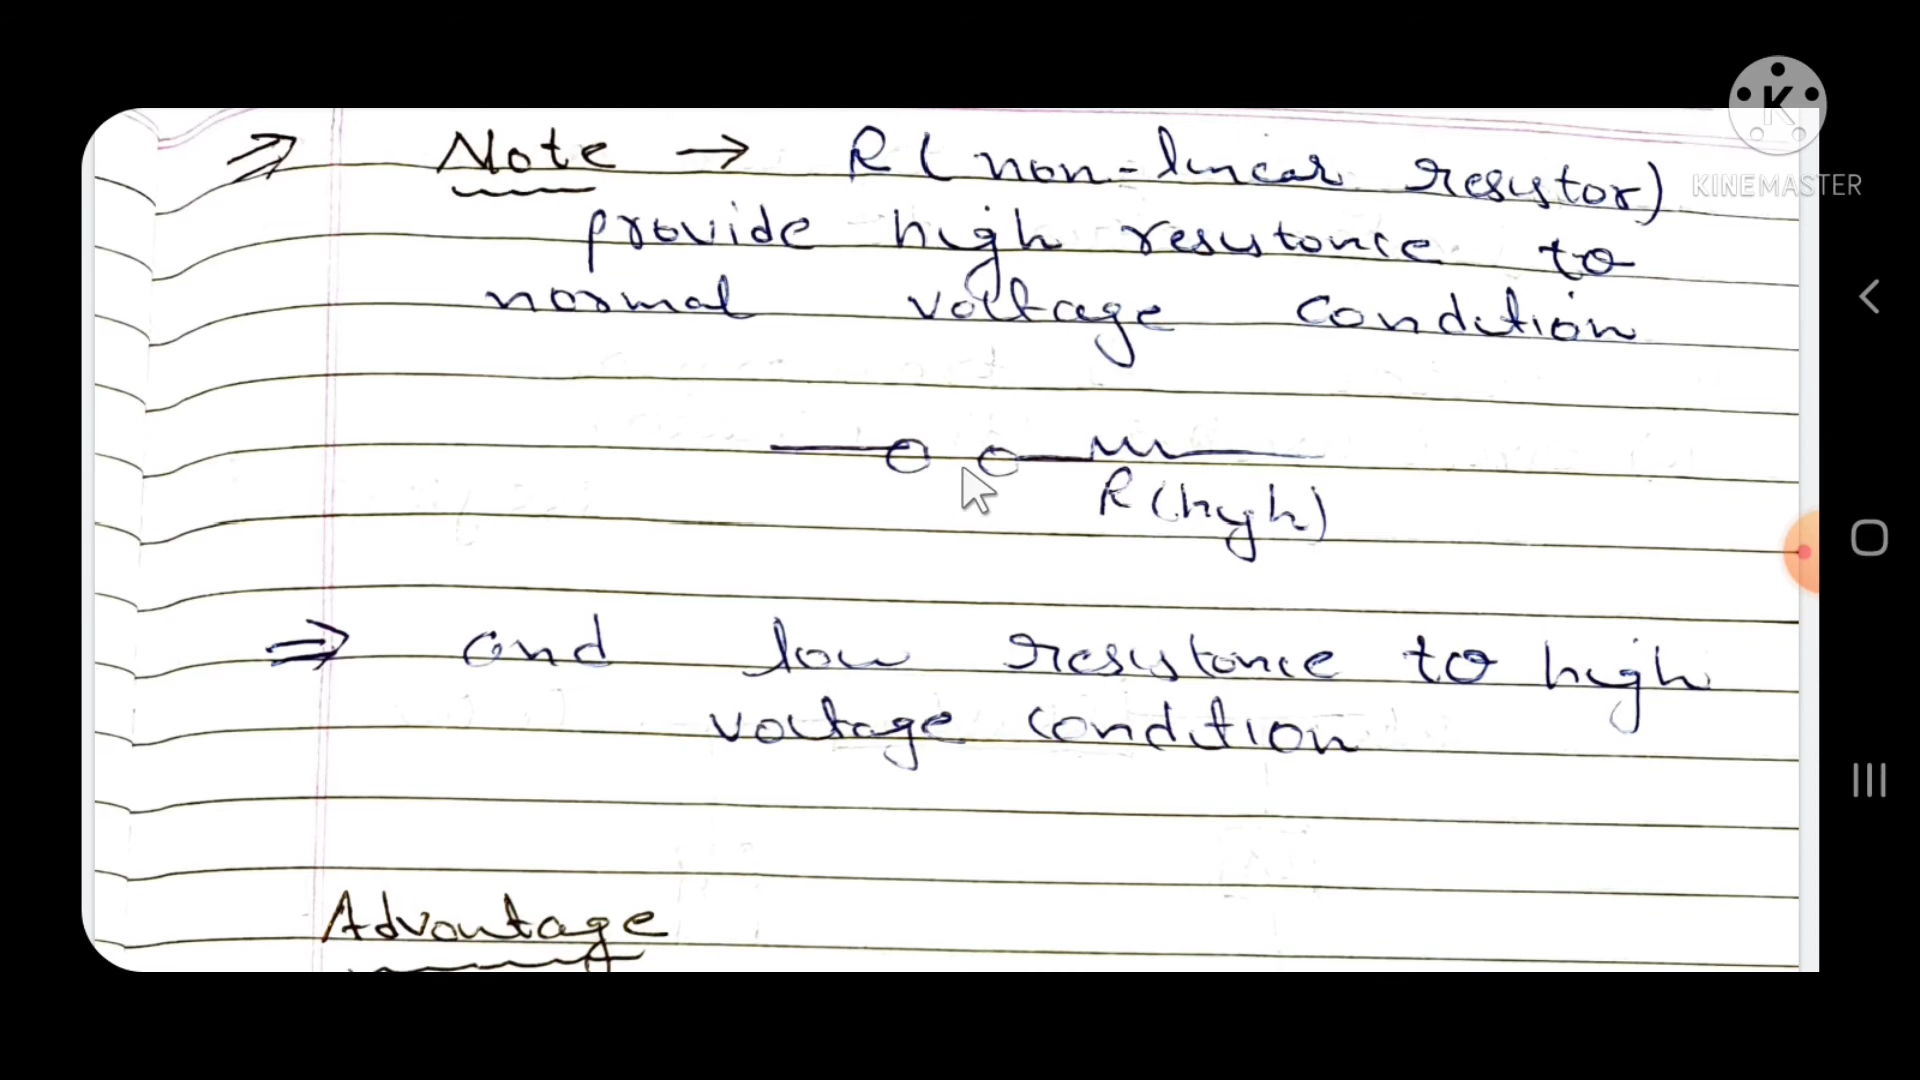 ⇒ Note → R (non-linear resistor)
provide high resistance to
normal voltage condition
R (high)
⇒ and low resistance to high
voltage condition
Advantage
K
KINEMASTER